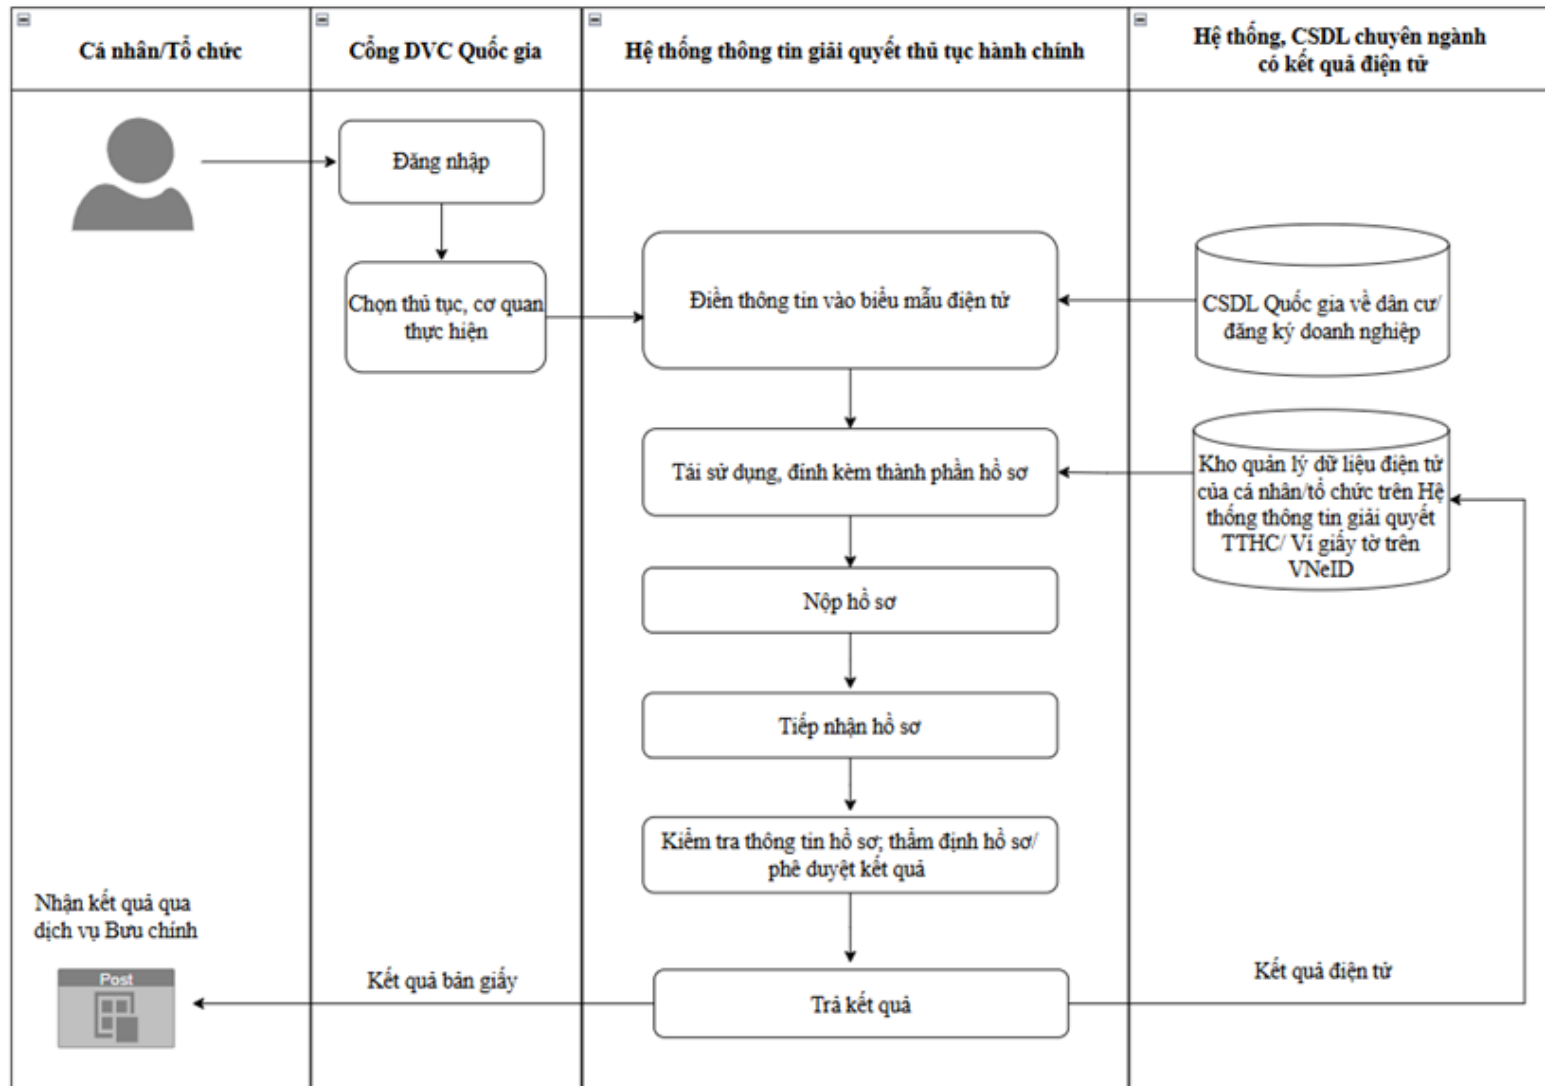 Cá nhân/Tổ chức
Cổng DVC Quốc gia
Hệ thống thông tin giải quyết thủ tục hành chính
Hệ thống, CSDL chuyên ngành
có kết quả điện tử
Đăng nhập
Chọn thủ tục, cơ quan
thực hiện
Điền thông tin vào biểu mẫu điện tử
CSDL Quốc gia về dân cư/
đăng ký doanh nghiệp
Tái sử dụng, đính kèm thành phần hồ sơ
Kho quản lý dữ liệu điện tử
của cá nhân/tổ chức trên Hệ
thống thông tin giải quyết
TTHC/ Ví giấy tờ trên
VNeID
Nộp hồ sơ
Tiếp nhận hồ sơ
Kiểm tra thông tin hồ sơ; thẩm định hồ sơ/
phê duyệt kết quả
Nhận kết quả qua
dịch vụ Bưu chính
Post
Kết quả bản giấy
Trả kết quả
Kết quả điện tử